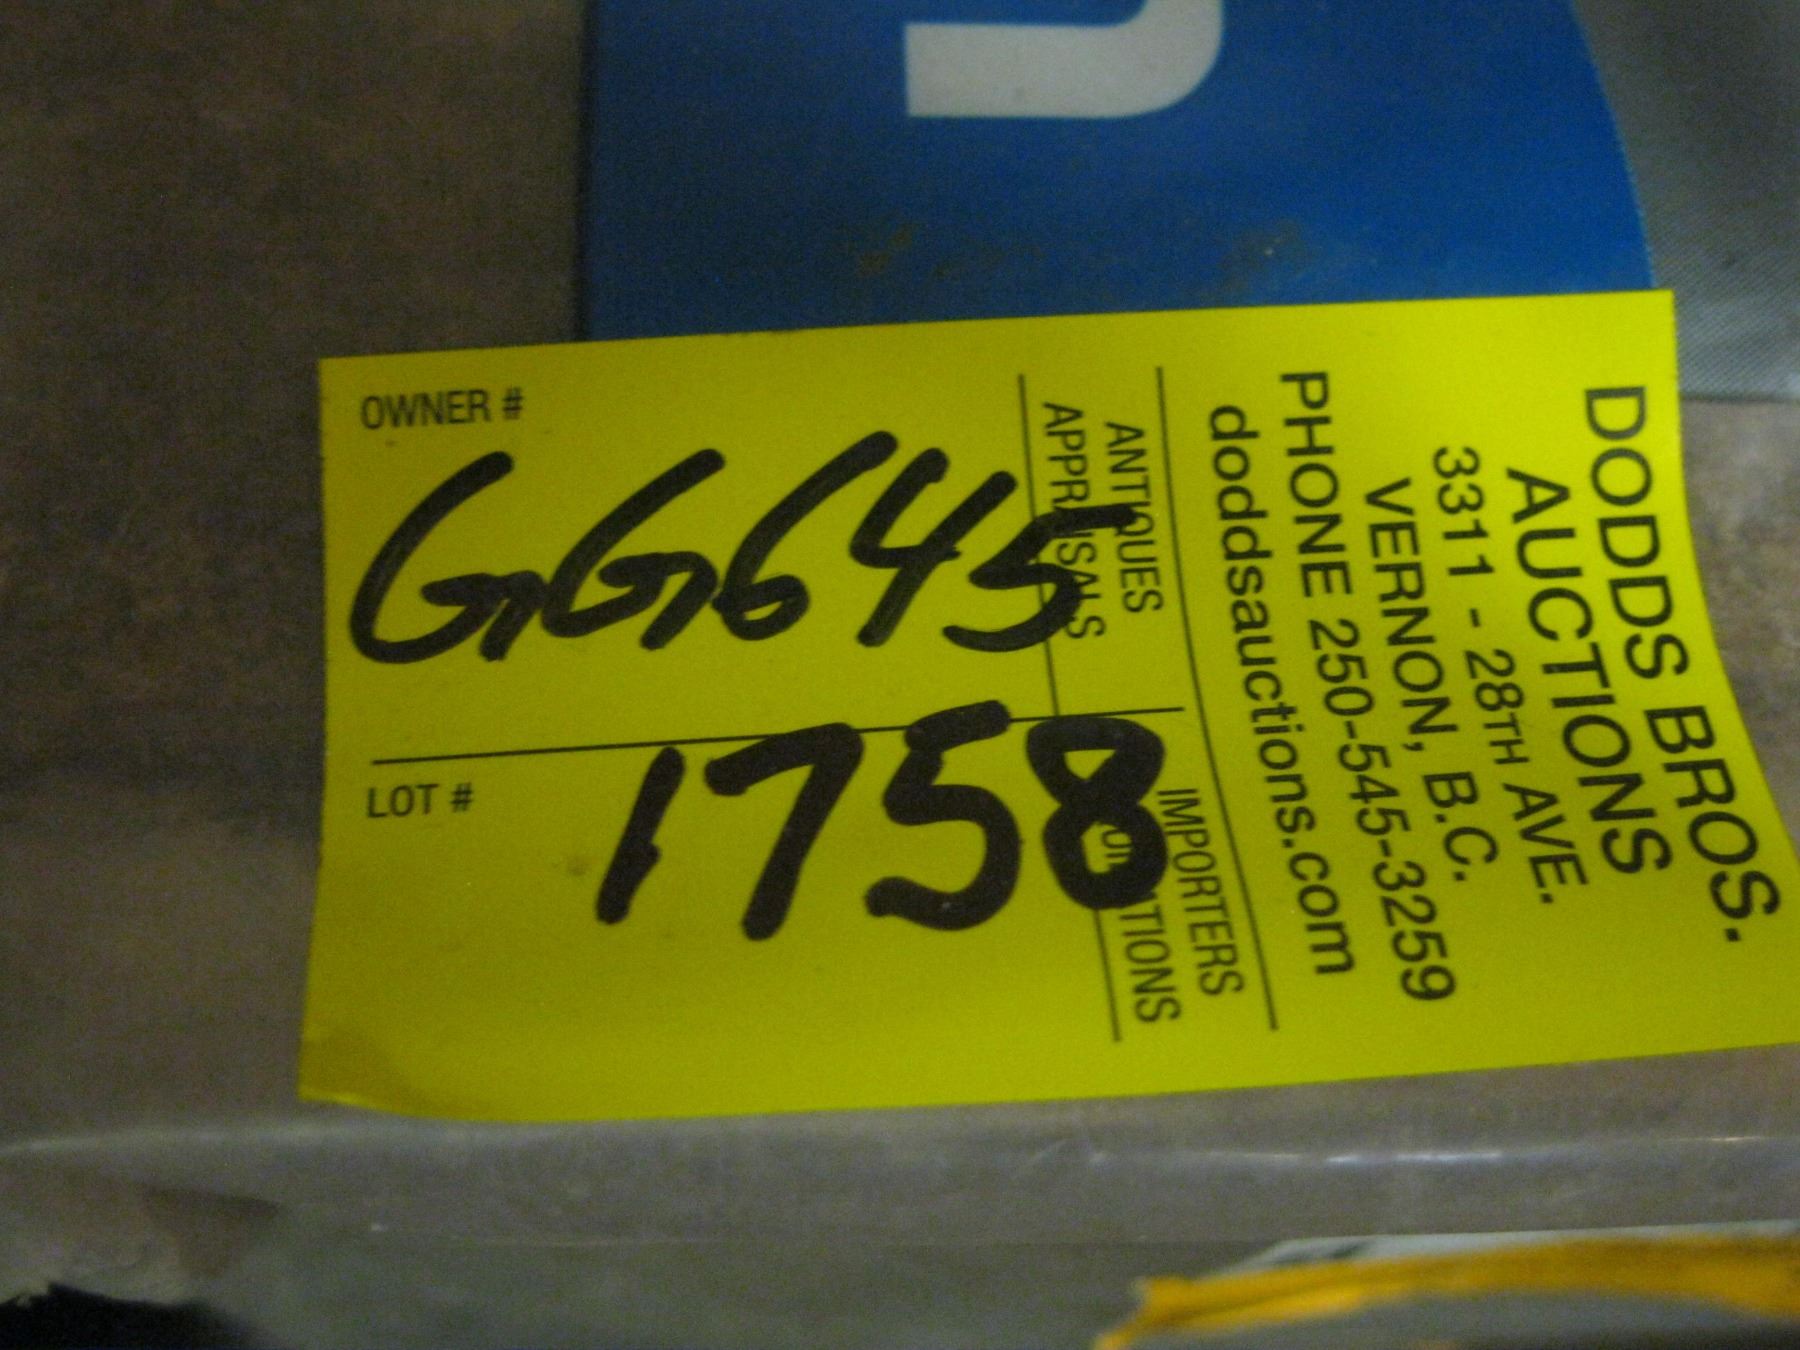 OWNER #
GG645
LOT #
1758
DODDS BROS.
AUCTIONS
3311 - 28TH AVE.
VERNON, B.C.
PHONE 250-545-3259
doddsauctions.com
ANTIQUES IMPORTERS
APPRAISALS